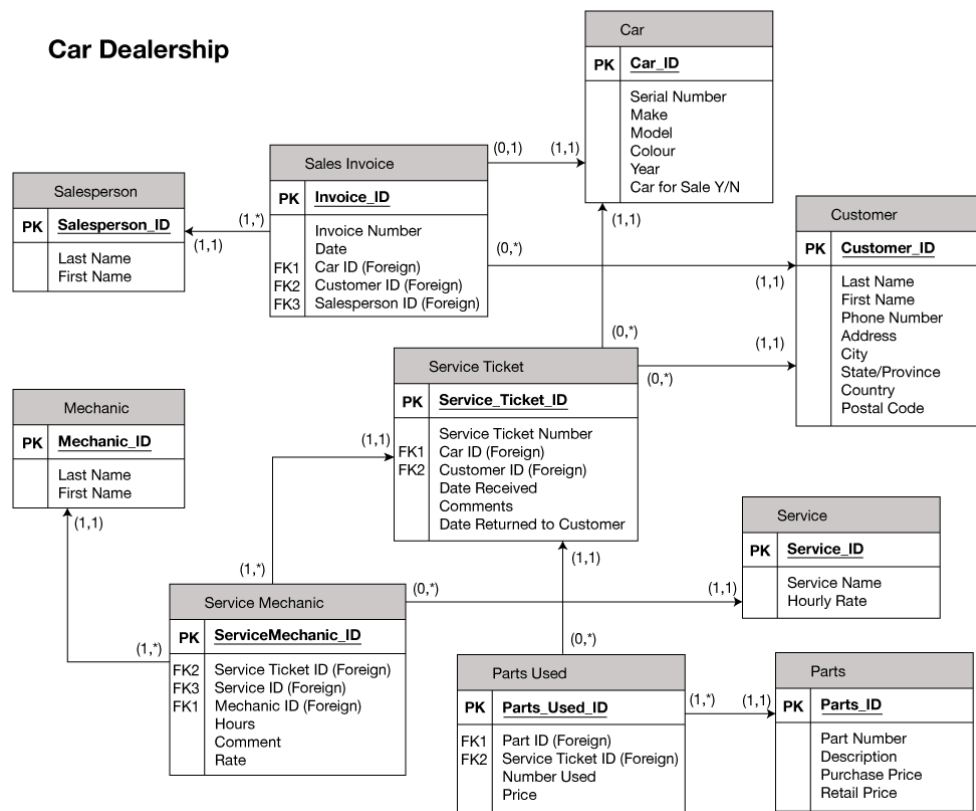 Car Dealership
Car
PK Car_ID
Serial Number
Make
Model
Colour
Year
Car for Sale Y/N
Sales Invoice
PK Invoice_ID
Invoice Number
Date
FK1 Car ID (Foreign)
FK2 Customer ID (Foreign)
FK3 Salesperson ID (Foreign)
(0,1)
(1,1)
Salesperson
PK Salesperson_ID
Last Name
First Name
(1,*)
(1,1)
(1,1)
(0,*)
(1,1)
Customer
PK Customer_ID
Last Name
First Name
Phone Number
Address
City
State/Province
Country
Postal Code
(0,*)
(1,1)
(0,*)
Service Ticket
PK Service_Ticket_ID
Service Ticket Number
FK1 Car ID (Foreign)
FK2 Customer ID (Foreign)
Date Received
Comments
Date Returned to Customer
Mechanic
PK Mechanic_ID
Last Name
First Name
(1,1)
(1,1)
(1,1)
Service
PK Service_ID
Service Name
Hourly Rate
(1,*)
(0,*)
(1,1)
Service Mechanic
PK ServiceMechanic_ID
FK2 Service Ticket ID (Foreign)
FK3 Service ID (Foreign)
FK1 Mechanic ID (Foreign)
Hours
Comment
Rate
(1,*)
(0,*)
Parts Used
PK Parts_Used_ID
FK1 Part ID (Foreign)
FK2 Service Ticket ID (Foreign)
Number Used
Price
(1,*)
(1,1)
Parts
PK Parts_ID
Part Number
Description
Purchase Price
Retail Price